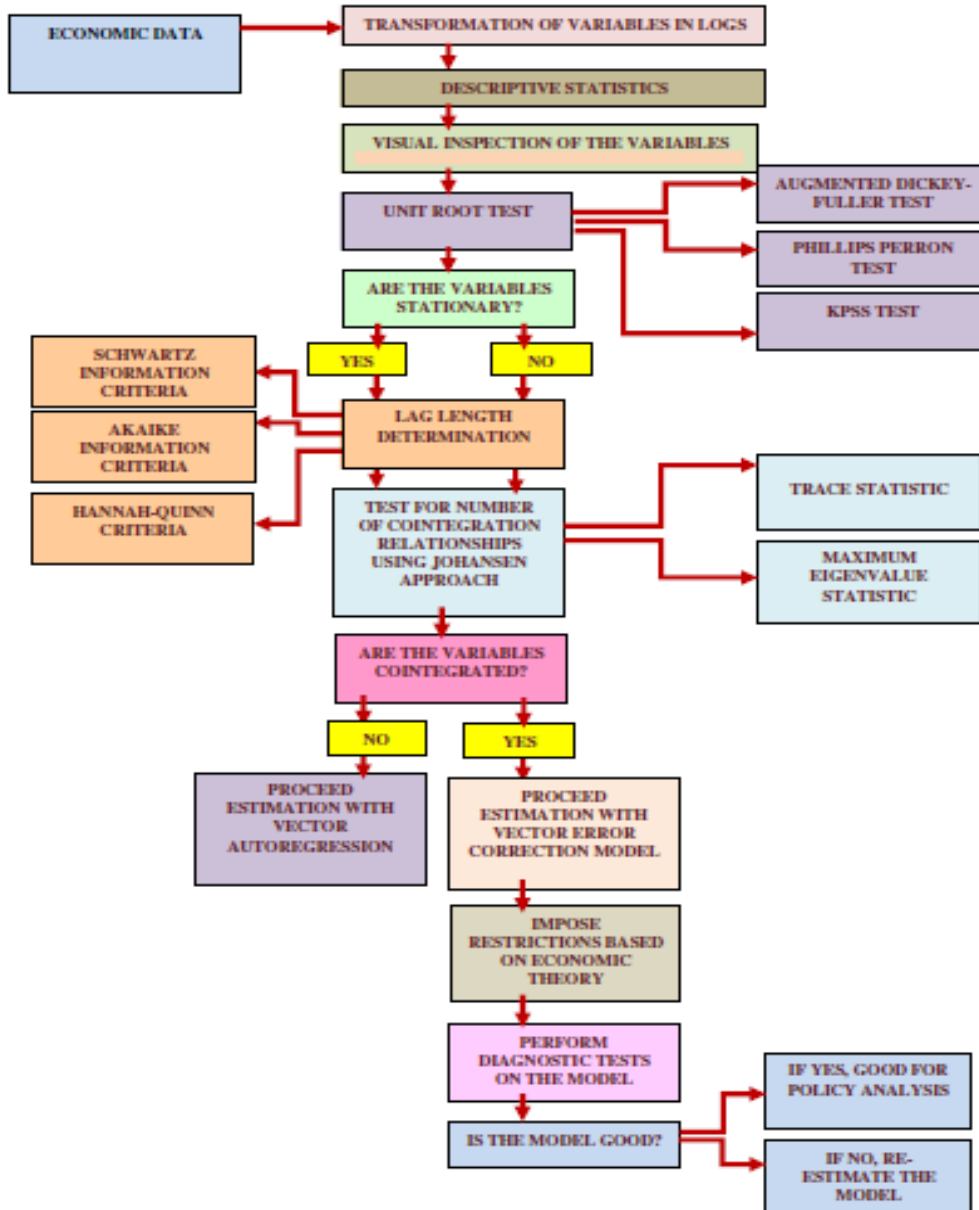 ECONOMIC DATA
TRANSFORMATION OF VARIABLES IN LOGS
DESCRIPTIVE STATISTICS
VISUAL INSPECTION OF THE VARIABLES
UNIT ROOT TEST
AUGMENTED DICKEY-
FULLER TEST
PHILLIPS PERRON
TEST
KPSS TEST
ARE THE VARIABLES
STATIONARY?
YES
NO
LAG LENGTH
DETERMINATION
SCHWARTZ
INFORMATION
CRITERIA
AKAIKE
INFORMATION
CRITERIA
HANNAH-QUINN
CRITERIA
TEST FOR NUMBER
OF COINTEGRATION
RELATIONSHIPS
USING JOHANSEN
APPROACH
TRACE STATISTIC
MAXIMUM
EIGENVALUE
STATISTIC
ARE THE VARIABLES
COINTEGRATED?
NO
YES
PROCEED
ESTIMATION WITH
VECTOR
AUTOREGRESSION
PROCEED
ESTIMATION WITH
VECTOR ERROR
CORRECTION MODEL
IMPOSE
RESTRICTIONS BASED
ON ECONOMIC
THEORY
PERFORM
DIAGNOSTIC TESTS
ON THE MODEL
IS THE MODEL GOOD?
IF YES, GOOD FOR
POLICY ANALYSIS
IF NO, RE-
ESTIMATE THE
MODEL